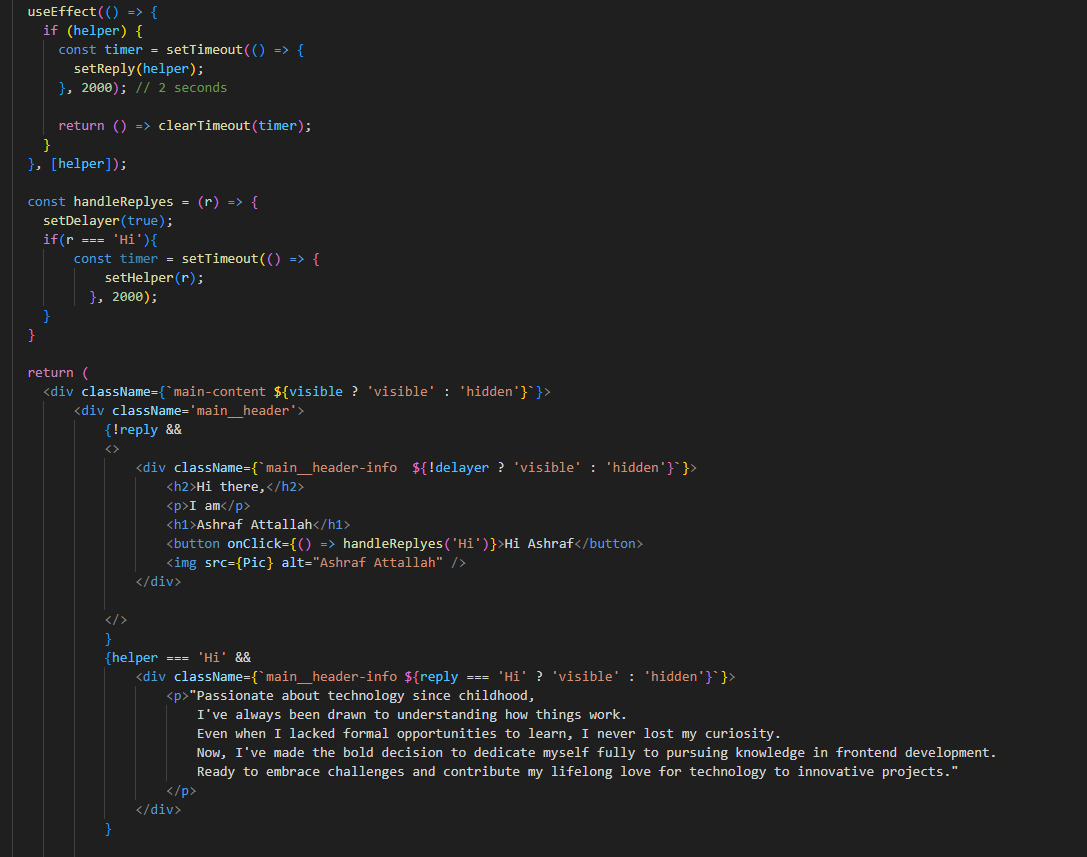 useEffect(() => {
  if (helper) {
    const timer = setTimeout(() => {
      setReply(helper);
    }, 2000); // 2 seconds

    return () => clearTimeout(timer);
  }
}, [helper]);

const handleReplyes = (r) => {
  setDelayer(true);
  if(r === 'Hi'){
      const timer = setTimeout(() => {
          setHelper(r);
        }, 2000);
  }
}

return (
  <div className={`main-content ${visible ? 'visible' : 'hidden'}`}>
      <div className='main__header'>
          {!reply &&
          <>
              <div className={`main__header-info  ${!delayer ? 'visible' : 'hidden'}`}>
                  <h2>Hi there,</h2>
                  <p>I am</p>
                  <h1>Ashraf Attallah</h1>
                  <button onClick={() => handleReplyes('Hi')}>Hi Ashraf</button>
                  <img src={Pic} alt="Ashraf Attallah" />
              </div>

          </>
          }
          {helper === 'Hi' &&
              <div className={`main__header-info ${reply === 'Hi' ? 'visible' : 'hidden'}`}>
                  <p>"Passionate about technology since childhood,
                      I've always been drawn to understanding how things work.
                      Even when I lacked formal opportunities to learn, I never lost my curiosity.
                      Now, I've made the bold decision to dedicate myself fully to pursuing knowledge in frontend development.
                      Ready to embrace challenges and contribute my lifelong love for technology to innovative projects."
                  </p>
              </div>
          }